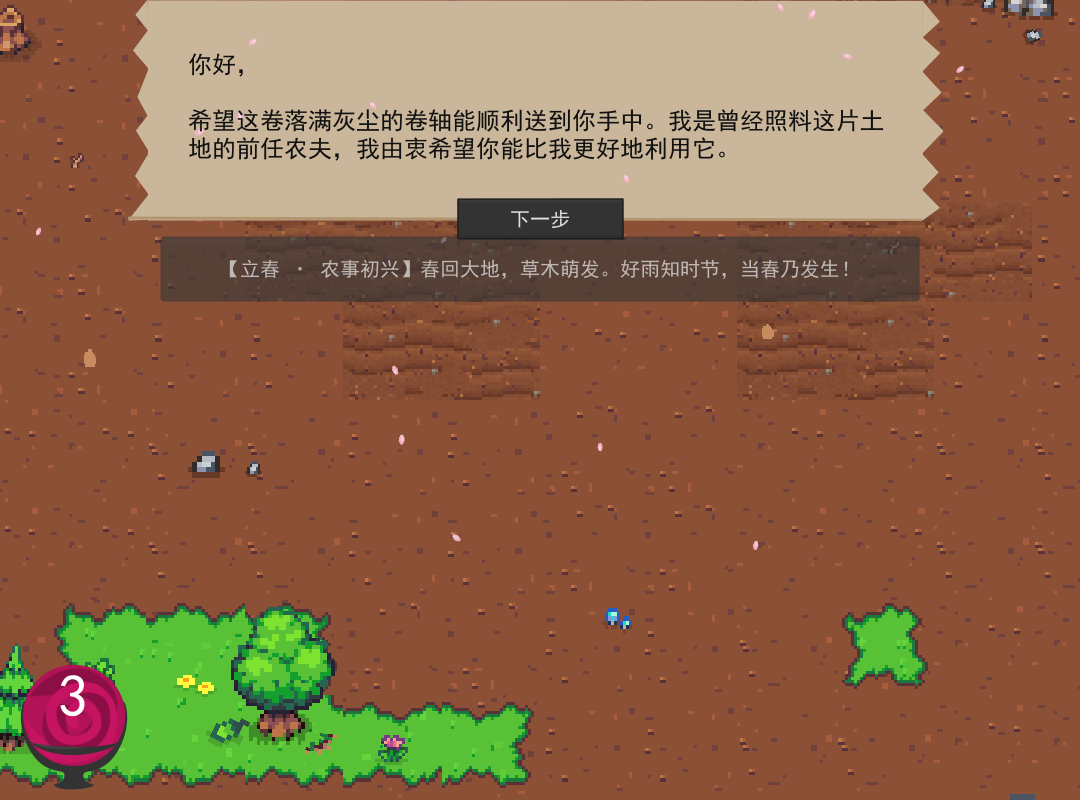 你好，
希望这卷落满灰尘的卷轴能顺利送到你手中。我是曾经照料这片土
地的前任农夫，我由衷希望你能比我更好地利用它。
下一步
【立春 · 农事初兴】春回大地，草木萌发。好雨知时节，当春乃发生！
3